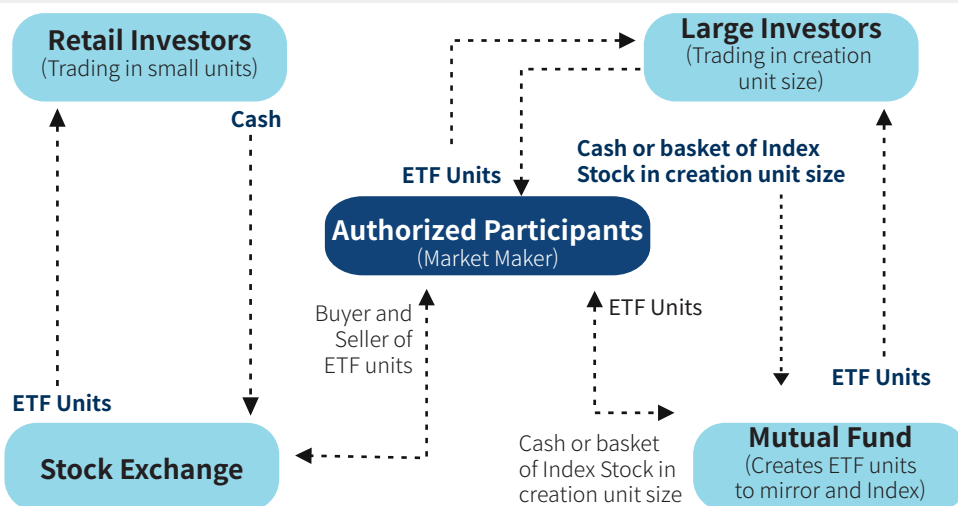 Retail Investors
(Trading in small units)
Large Investors
(Trading in creation
unit size)
Cash
ETF Units
Cash or basket of Index
Stock in creation unit size
Authorized Participants
(Market Maker)
Buyer and
Seller of
ETF units
ETF Units
ETF Units
ETF Units
Stock Exchange
Cash or basket
of Index Stock in
creation unit size
Mutual Fund
(Creates ETF units
to mirror and Index)